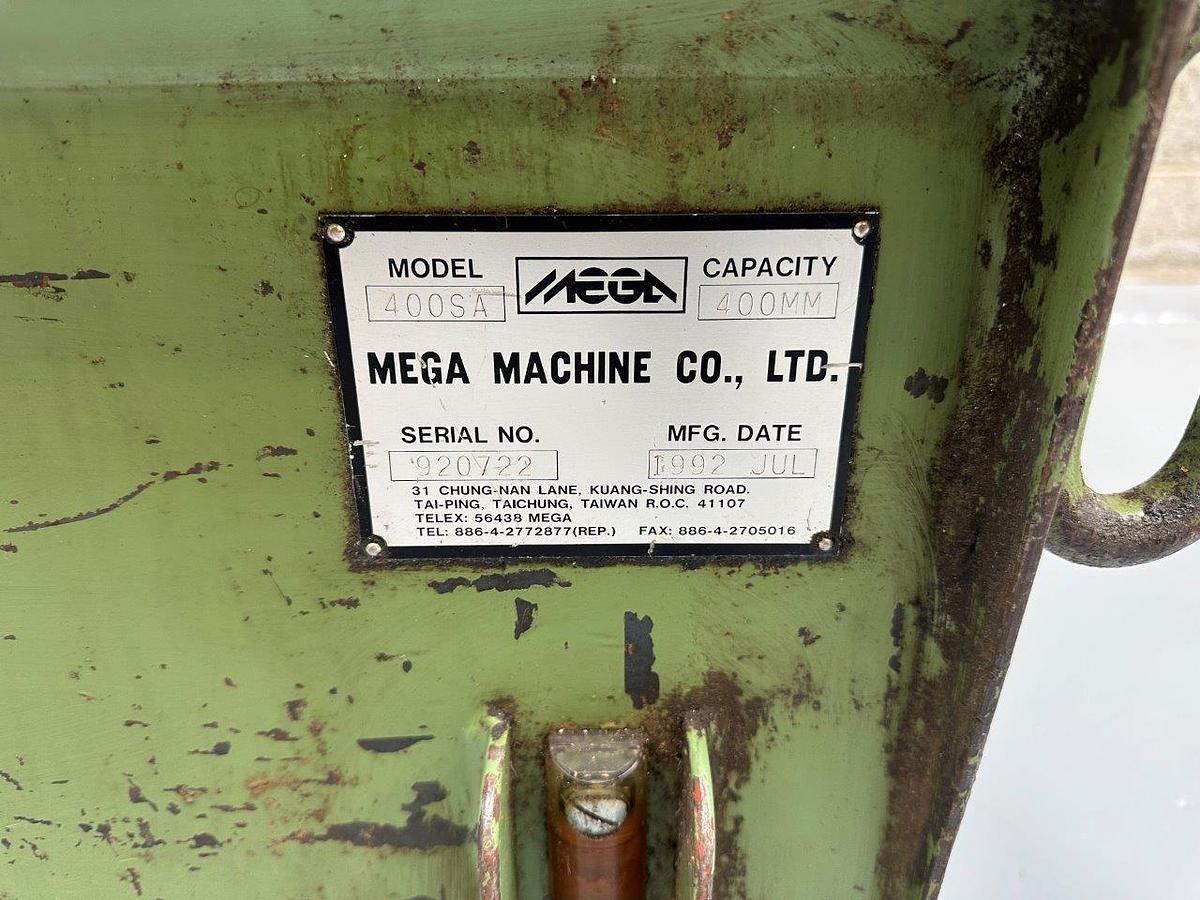 MODEL MEGA CAPACITY
400SA 400MM
MEGA MACHINE CO., LTD.
SERIAL NO. MFG. DATE
920722 1992 JUL
31 CHUNG-NAN LANE, KUANG-SHING ROAD.
TAI-PING, TAICHUNG, TAIWAN R.O.C. 41107
TELEX: 56438 MEGA
TEL: 886-4-2772877(REP.) FAX: 886-4-2705016